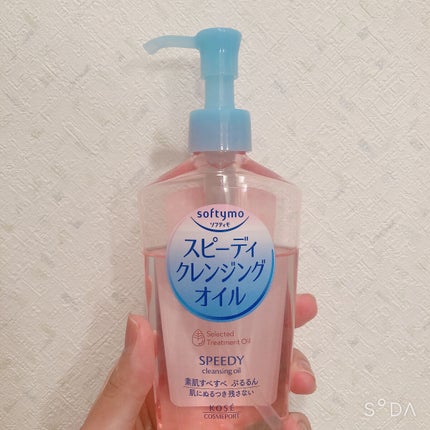 softymo
ソフティモ
スピーディ
クレンジング
オイル
Selected
Treatment Oil
SPEEDY
cleansing oil
素肌すべすべ ぷるるん
肌にぬるつき残さない
KOSÉ
COSMEPORT
SODA